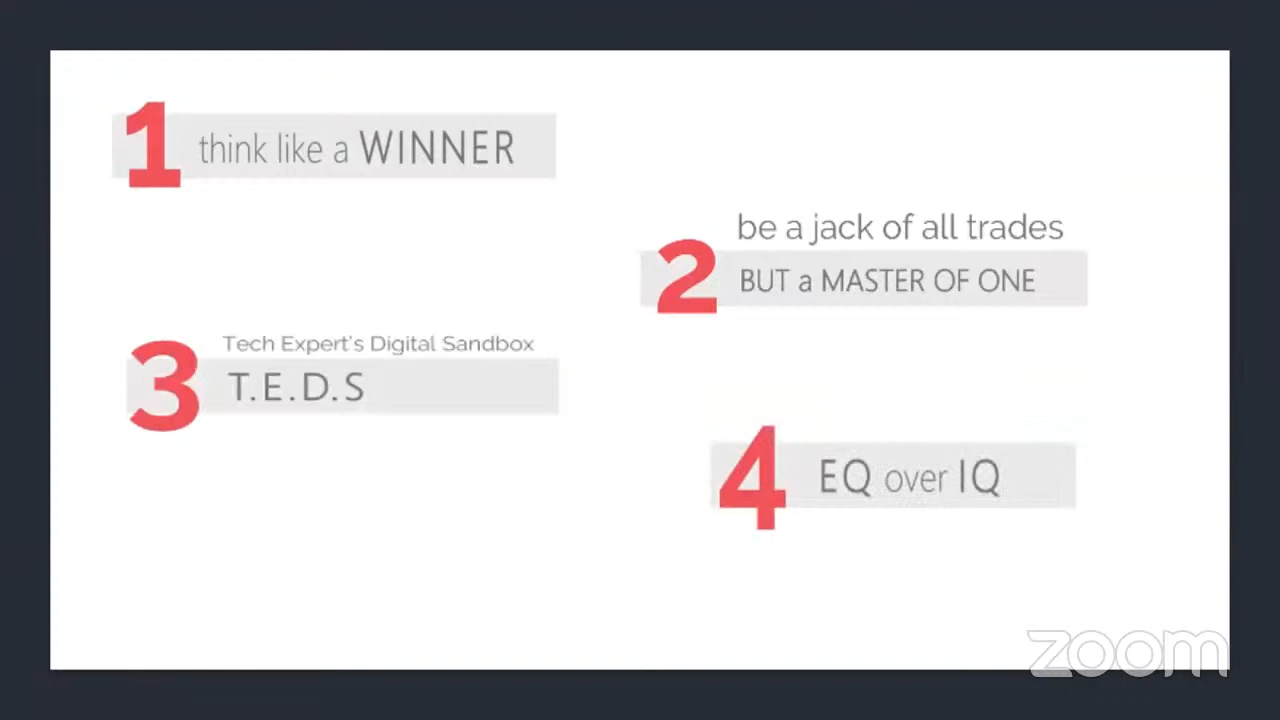 1 think like a WINNER
be a jack of all trades
2 BUT a MASTER OF ONE
Tech Expert's Digital Sandbox
3 T.E.D.S
4 EQ over IQ
zoom